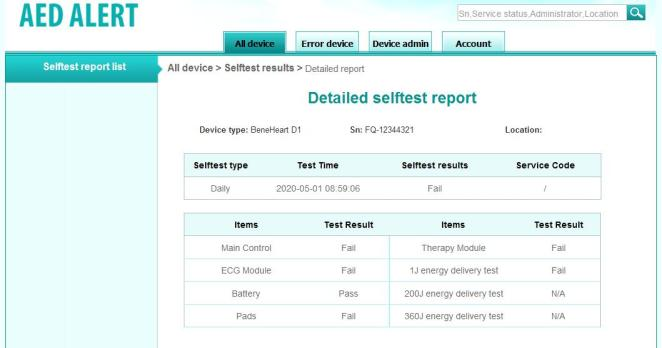 AED ALERT
Sn,Service status,Administrator,Location
All device Error device Device admin Account
Selftest report list
All device > Selftest results > Detailed report
Detailed selftest report
Device type: BeneHeart D1 Sn: FQ-12344321 Location:
Selftest type Test Time Selftest results Service Code
Daily 2020-05-01 08:59:06 Fail /
Items Test Result Items Test Result
Main Control Fail Therapy Module Fail
ECG Module Fail 1J energy delivery test Fail
Battery Pass 200J energy delivery test N/A
Pads Fail 360J energy delivery test N/A